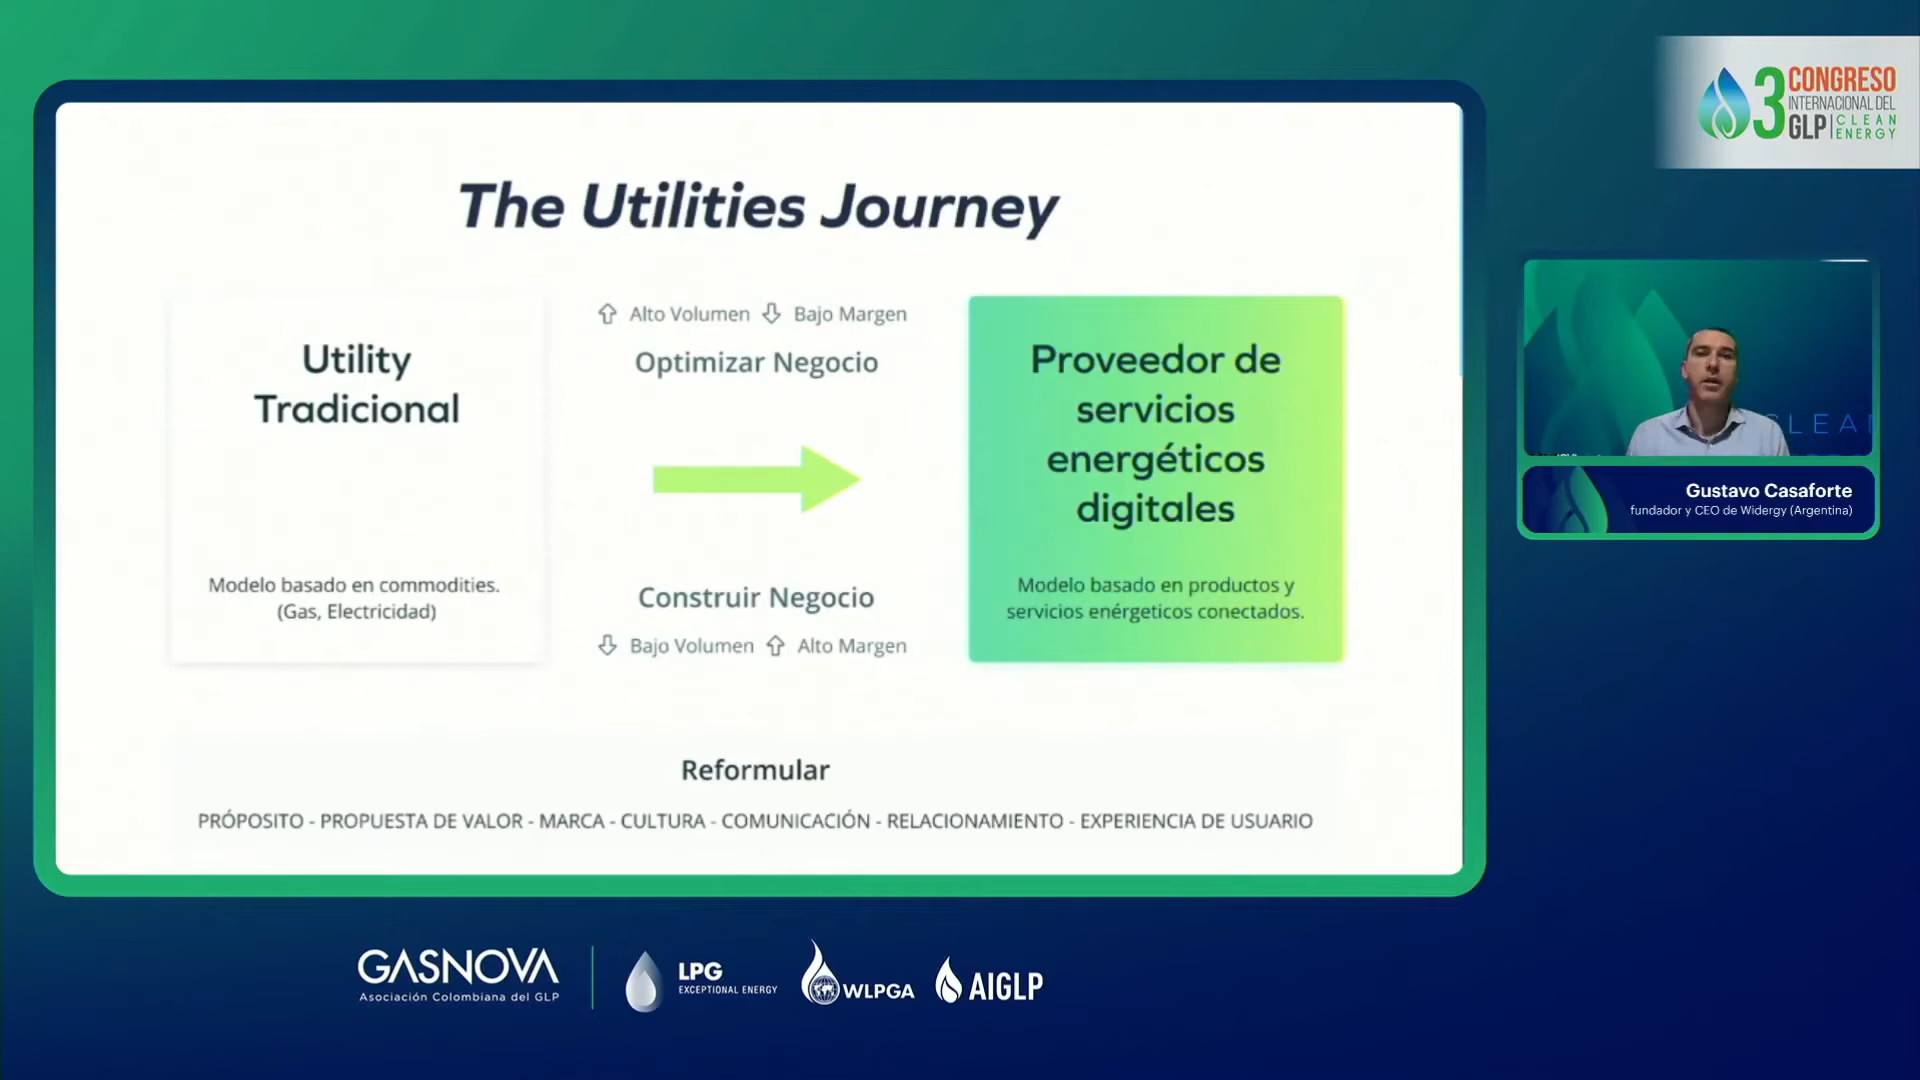 3 CONGRESO
INTERNACIONAL DEL
GLP | CLEAN
ENERGY
The Utilities Journey
Utility
Tradicional
Modelo basado en commodities.
(Gas, Electricidad)
Alto Volumen Bajo Margen
Optimizar Negocio
Construir Negocio
Bajo Volumen Alto Margen
Proveedor de
servicios
energéticos
digitales
Modelo basado en productos y
servicios enérgeticos conectados.
Reformular
PRÓPOSITO - PROPUESTA DE VALOR - MARCA - CULTURA - COMUNICACIÓN - RELACIONAMIENTO - EXPERIENCIA DE USUARIO
CLEAN
Gustavo Casaforte
fundador y CEO de Widergy (Argentina)
GASNOVA
Asociación Colombiana del GLP
LPG
EXCEPTIONAL ENERGY
WLPGA
AIGLP